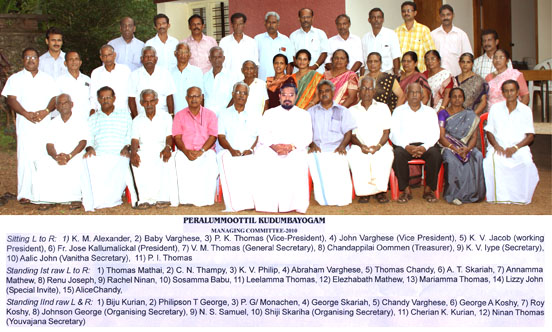 PERALUMMOOTTIL KUDUMBAYOGAM
MANAGING COMMITTEE-2010
Sitting L to R: 1) K. M. Alexander, 2) Baby Varghese, 3) P. K. Thomas (Vice-President), 4) John Varghese (Vice President), 5) K. V. Jacob (working
President), 6) Fr. Jose Kallumalickal (President), 7) V. M. Thomas (General Secretary), 8) Chandappilai Oommen (Treasurer), 9) K. V. Iype (Secretary),
10) Aalic John (Vanitha Secretary), 11) P. I. Thomas
Standing Ist raw L to R: 1) Thomas Mathai, 2) C. N. Thampy, 3) K. V. Philip, 4) Abraham Varghese, 5) Thomas Chandy, 6) A. T. Skariah, 7) Annamma
Mathew, 8) Renu Joseph, 9) Rachel Ninan, 10) Sosamma Babu, 11) Leelamma Thomas, 12) Elezhabath Mathew, 13) Mariamma Thomas, 14) Lizzy John
(Special Invite), 15) AliceChandy,
Standing IInd raw L & R: 1) Biju Kurian, 2) Philipson T George, 3) P. G/ Monachen, 4) George Skariah, 5) Chandy Varghese, 6) George A Koshy, 7) Roy
Koshy, 8) Johnson George (Organising Secretary), 9) N. S. Samuel, 10) Shiji Skariha (Organising Secretary), 11) Cherian K. Kurian, 12) Ninan Thomas
(Youvajana Secretary)